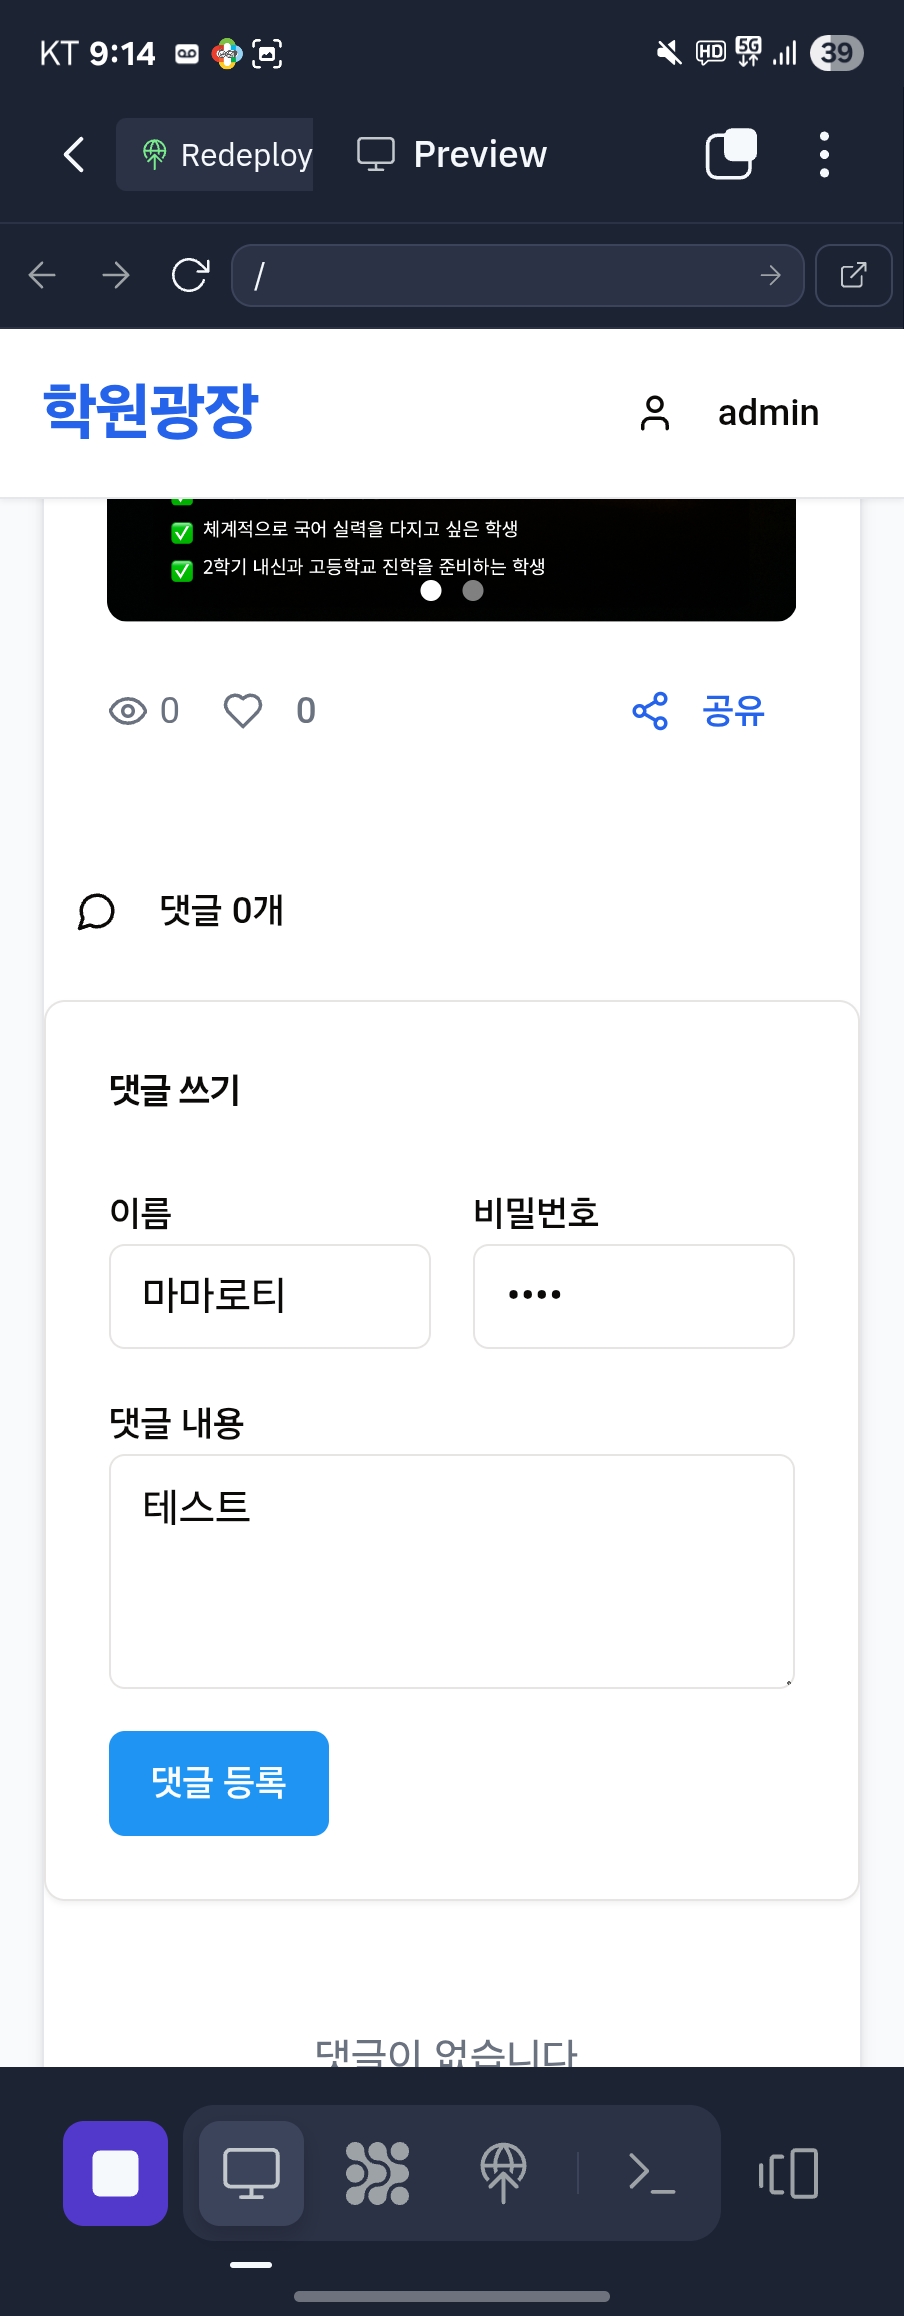 KT 9:14
HD 5G 39
Redeploy Preview
/
학원광장 admin
체계적으로 국어 실력을 다지고 싶은 학생
2학기 내신과 고등학교 진학을 준비하는 학생
0 0 공유
댓글 0개
댓글 쓰기
이름 비밀번호
마마로티 ••••
댓글 내용
테스트
댓글 등록
댓글이 없습니다